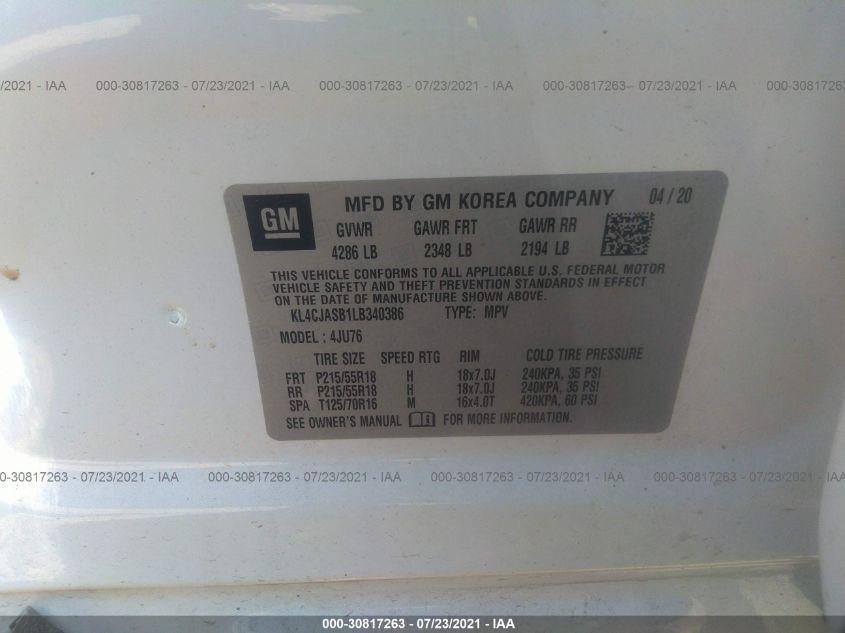 /2021 - IAA 000-30817263 - 07/23/2021 - IAA 000-30817263 - 07/23/2021 - IAA 000-30817263 - 07/23/2021 - IAA 000-30817263 - 07
GM MFD BY GM KOREA COMPANY 04 / 20
GVWR GAWR FRT GAWR RR
4286 LB 2348 LB 2194 LB
THIS VEHICLE CONFORMS TO ALL APPLICABLE U.S. FEDERAL MOTOR
VEHICLE SAFETY AND THEFT PREVENTION STANDARDS IN EFFECT
ON THE DATE OF MANUFACTURE SHOWN ABOVE.
KL4CJASB1LB340386 TYPE: MPV
MODEL : 4JU76
TIRE SIZE SPEED RTG RIM COLD TIRE PRESSURE
FRT P215/55R18 H 18x7.0J 240KPA, 35 PSI
RR P215/55R18 H 18x7.0J 240KPA, 35 PSI
SPA T125/70R16 M 16x4.0T 420KPA, 60 PSI
SEE OWNER'S MANUAL FOR MORE INFORMATION.
0-30817263 - 07/23/2021 - IAA 000-30817263 - 07/23/2021 - IAA 000-30817263 - 07/23/2021 - IAA 000-30817263 - 07/23/2021 - IAA
000-30817263 - 07/23/2021 - IAA